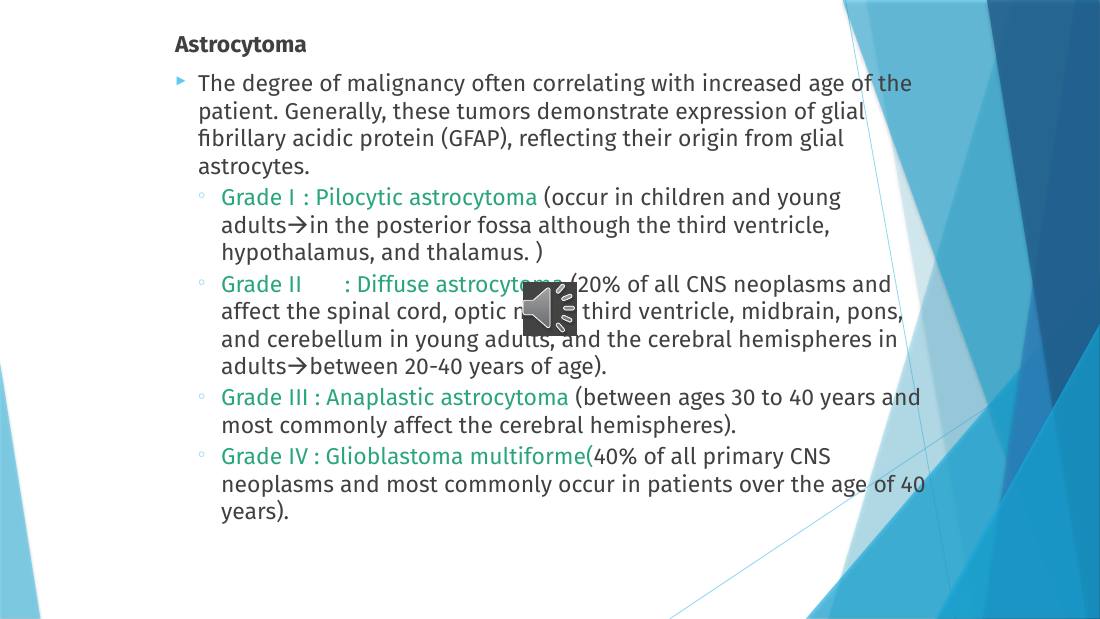 Astrocytoma
The degree of malignancy often correlating with increased age of the
patient. Generally, these tumors demonstrate expression of glial
fibrillary acidic protein (GFAP), reflecting their origin from glial
astrocytes.
Grade I : Pilocytic astrocytoma (occur in children and young
adults→in the posterior fossa although the third ventricle,
hypothalamus, and thalamus. )
Grade II : Diffuse astrocytoma (20% of all CNS neoplasms and
affect the spinal cord, optic third ventricle, midbrain, pons,
and cerebellum in young adults, and the cerebral hemispheres in
adults→between 20-40 years of age).
Grade III : Anaplastic astrocytoma (between ages 30 to 40 years and
most commonly affect the cerebral hemispheres).
Grade IV : Glioblastoma multiforme(40% of all primary CNS
neoplasms and most commonly occur in patients over the age of 40
years).